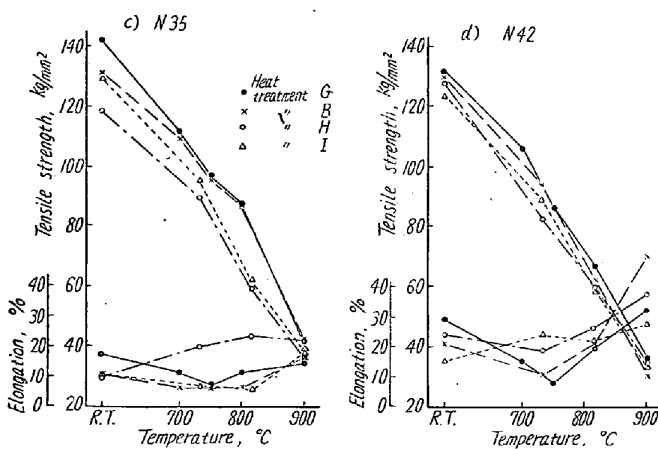 c) N35
140
120
100
80
60
40
20
Tensile strength, kg/mm²
40
30
20
10
0
Elongation, %
R.T. 700 800 900
Temperature, °C
Heat treatment G
〃 B
〃 H
〃 I
d) N42
140
120
100
80
60
40
20
Tensile strength, kg/mm²
40
30
20
10
0
Elongation, %
R.T. 700 800 900
Temperature, °C